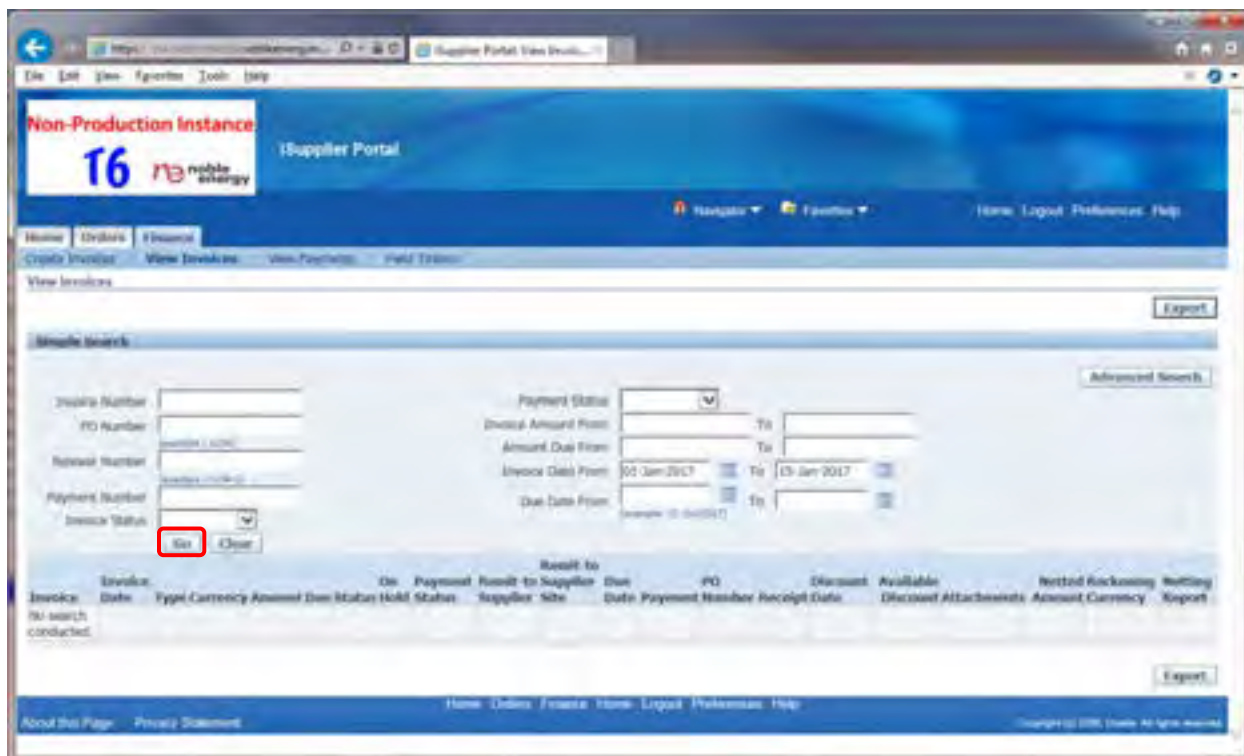 iSupplier Portal: View Invoic...
File Edit View Favorites Tools Help
Non-Production Instance
T6 noble energy
iSupplier Portal
Navigator Favorites Home Logout Preferences Help
Home Orders Finance
Create Invoices View Invoices View Payments Field Tickets
View Invoices
Export
Simple Search
Advanced Search
Invoice Number Payment Status
PO Number Invoice Amount From To
Amount Due From To
Release Number
Invoice Date From To 15-Jan-2017
Payment Number
Due Date From To
Invoice Status
Go Clear
Remit to
Invoice On Payment Remit to Supplier Due PO Discount Available Netted Reckoning Netting
Invoice Date Type Currency Amount Due Status Hold Status Supplier Site Date Payment Number Receipt Date Discount Attachments Amount Currency Report
No search
conducted.
Export
Home Orders Finance Home Logout Preferences Help
About this Page Privacy Statement